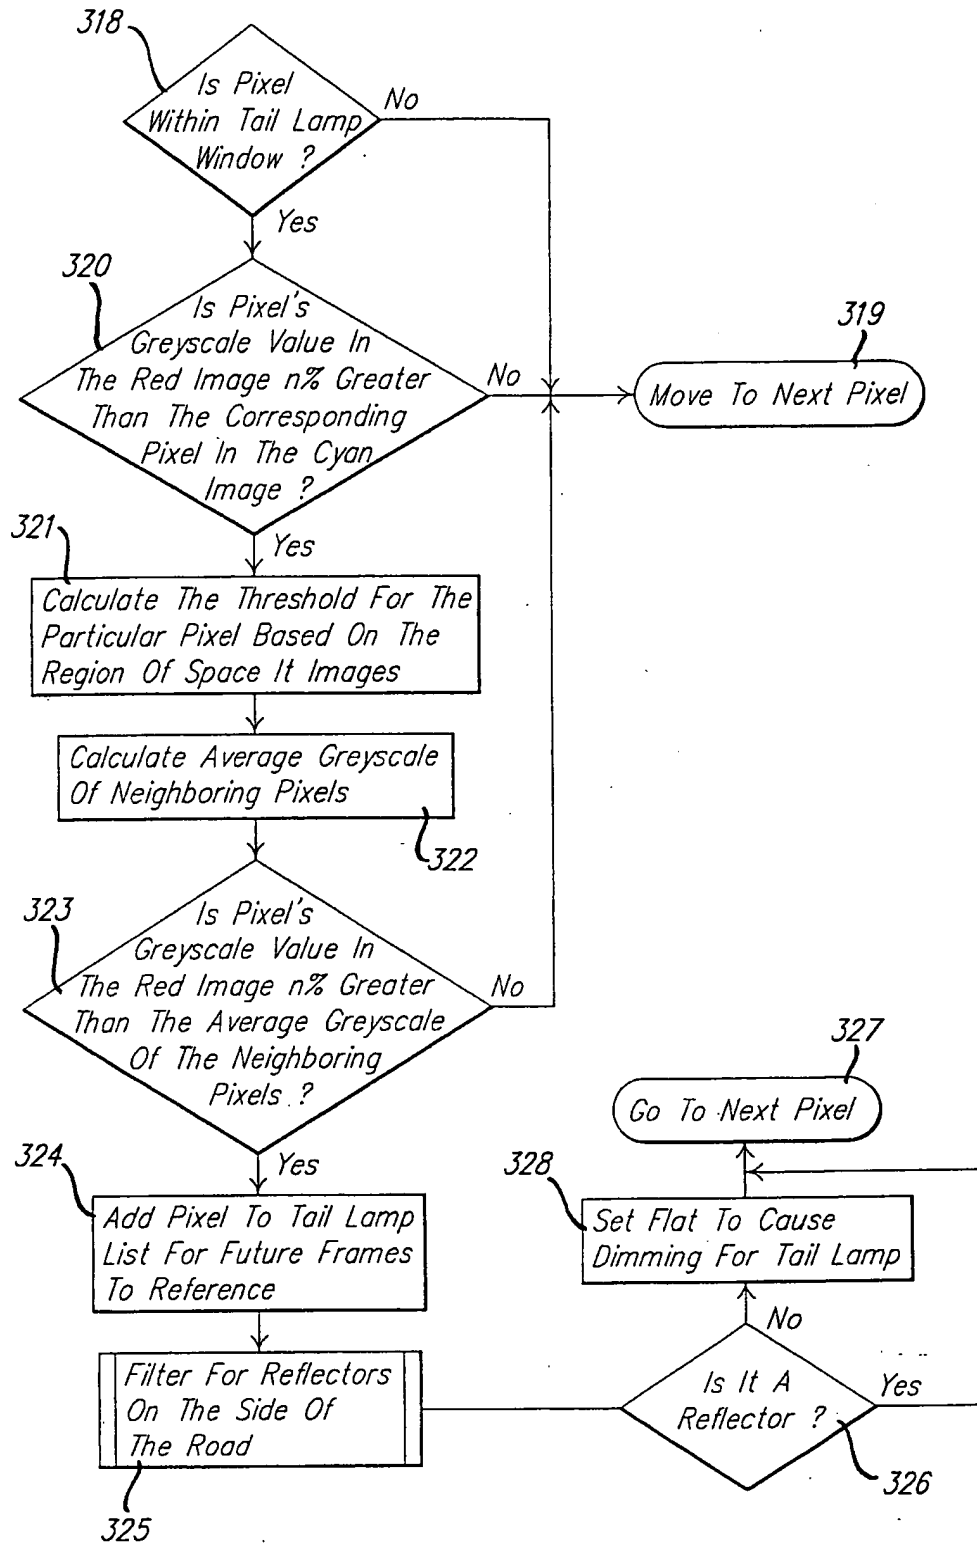 318
Is Pixel
Within Tail Lamp
Window ?
No
Yes
320
Is Pixel's
Greyscale Value In
The Red Image n% Greater
Than The Corresponding
Pixel In The Cyan
Image ?
No
319
Move To Next Pixel
Yes
321
Calculate The Threshold For The
Particular Pixel Based On The
Region Of Space It Images
Calculate Average Greyscale
Of Neighboring Pixels
322
323
Is Pixel's
Greyscale Value In
The Red Image n% Greater
Than The Average Greyscale
Of The Neighboring
Pixels ?
No
Yes
324
Add Pixel To Tail Lamp
List For Future Frames
To Reference
Filter For Reflectors
On The Side Of
The Road
325
327
Go To Next Pixel
328
Set Flat To Cause
Dimming For Tail Lamp
No
Is It A
Reflector ?
Yes
326